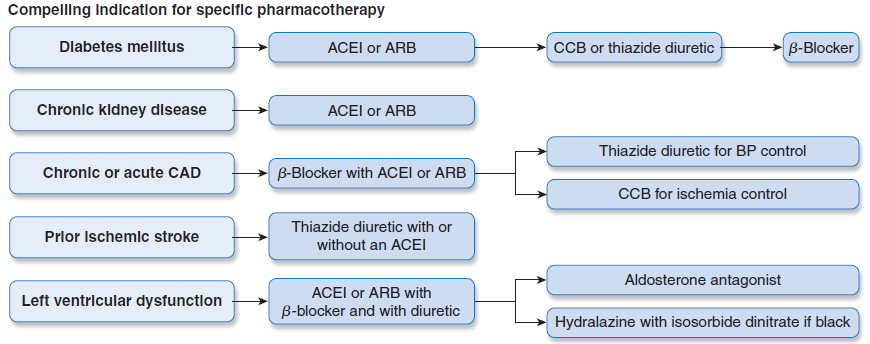 Compelling indication for specific pharmacotherapy
Diabetes mellitus
ACEI or ARB
CCB or thiazide diuretic
β-Blocker
Chronic kidney disease
ACEI or ARB
Chronic or acute CAD
β-Blocker with ACEI or ARB
Thiazide diuretic for BP control
CCB for ischemia control
Prior ischemic stroke
Thiazide diuretic with or
without an ACEI
Left ventricular dysfunction
ACEI or ARB with
β-blocker and with diuretic
Aldosterone antagonist
Hydralazine with isosorbide dinitrate if black